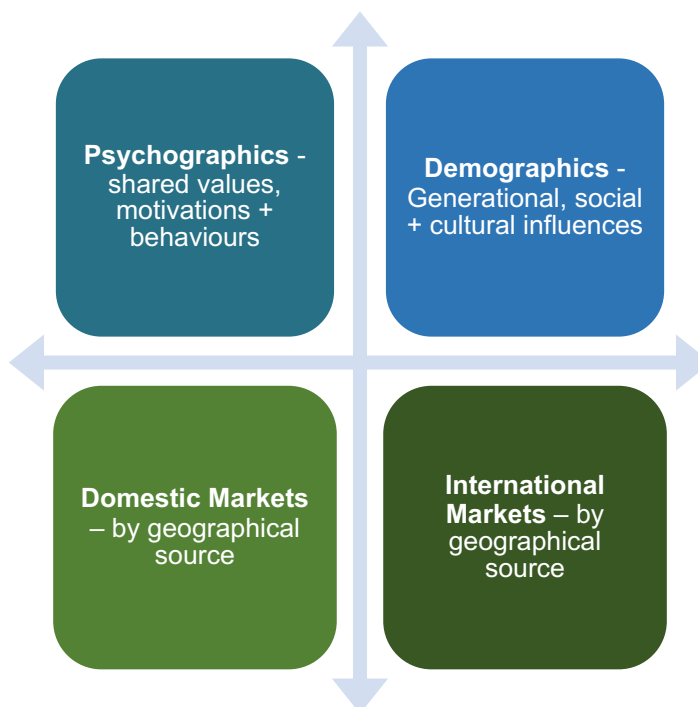 Psychographics -
shared values,
motivations +
behaviours
Demographics -
Generational, social
+ cultural influences
Domestic Markets
– by geographical
source
International
Markets – by
geographical
source